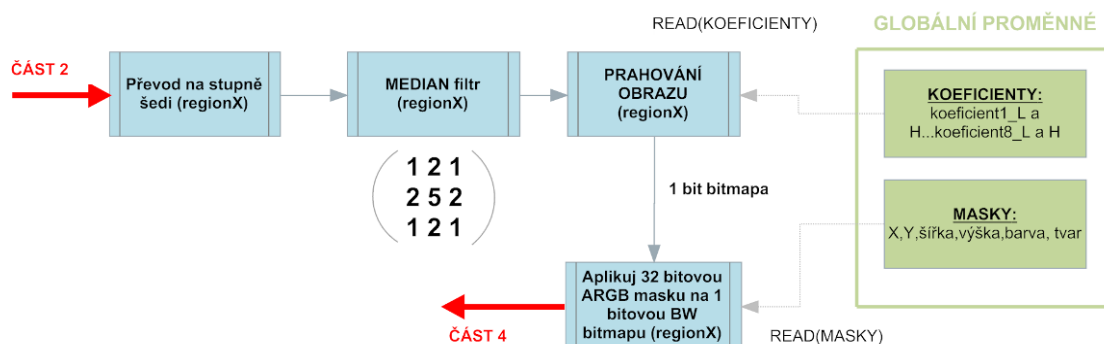 READ(KOEFICIENTY)
GLOBÁLNÍ PROMĚNNÉ
ČÁST 2
Převod na stupně
šedi (regionX)
MEDIAN filtr
(regionX)
PRAHOVÁNÍ
OBRAZU
(regionX)
KOEFICIENTY:
koeficient1_L a
H...koeficient8_L a H
1 2 1
2 5 2
1 2 1
1 bit bitmapa
MASKY:
X,Y,šířka,výška,barva, tvar
Aplikuj 32 bitovou
ARGB masku na 1
bitovou BW
bitmapu (regionX)
ČÁST 4
READ(MASKY)